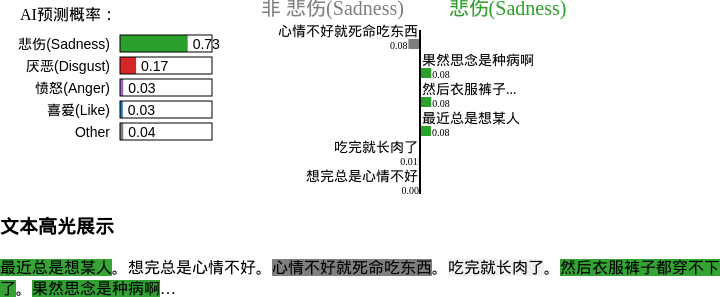 AI预测概率：
悲伤(Sadness) 0.73
厌恶(Disgust) 0.17
愤怒(Anger) 0.03
喜爱(Like) 0.03
Other 0.04
非 悲伤(Sadness) 悲伤(Sadness)
心情不好就死命吃东西
0.08
果然思念是种病啊
0.08
然后衣服裤子...
0.08
最近总是想某人
0.08
吃完就长肉了
0.01
想完总是心情不好
0.00
文本高光展示
最近总是想某人。想完总是心情不好。心情不好就死命吃东西。吃完就长肉了。然后衣服裤子都穿不下
了。果然思念是种病啊...